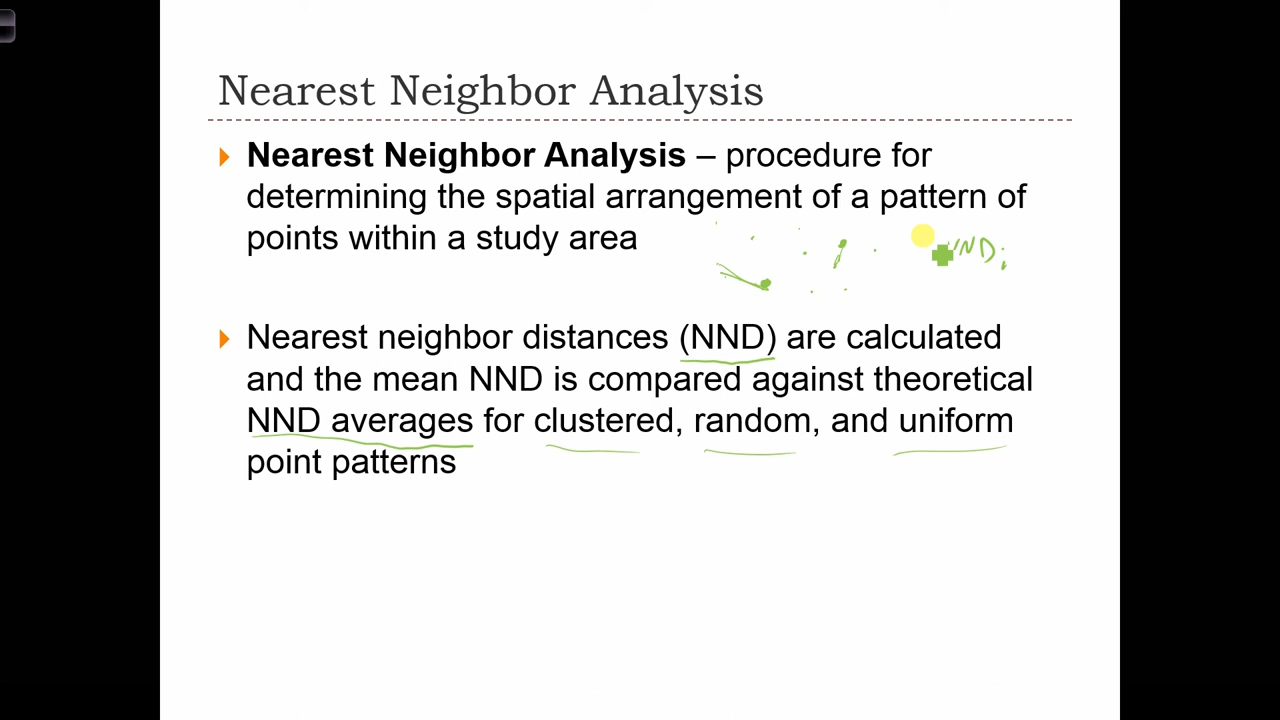 Nearest Neighbor Analysis
Nearest Neighbor Analysis – procedure for
determining the spatial arrangement of a pattern of
points within a study area
NND;
Nearest neighbor distances (NND) are calculated
and the mean NND is compared against theoretical
NND averages for clustered, random, and uniform
point patterns